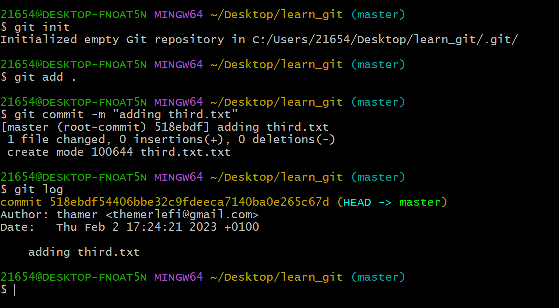 21654@DESKTOP-FNOAT5N MINGW64 ~/Desktop/learn_git (master)
$ git init
Initialized empty Git repository in C:/Users/21654/Desktop/learn_git/.git/
21654@DESKTOP-FNOAT5N MINGW64 ~/Desktop/learn_git (master)
$ git add .
21654@DESKTOP-FNOAT5N MINGW64 ~/Desktop/learn_git (master)
$ git commit -m "adding third.txt"
[master (root-commit) 518ebdf] adding third.txt
1 file changed, 0 insertions(+), 0 deletions(-)
create mode 100644 third.txt.txt
21654@DESKTOP-FNOAT5N MINGW64 ~/Desktop/learn_git (master)
$ git log
commit 518ebdf54406bbe32c9fdeeca7140ba0e265c67d (HEAD -> master)
Author: thamer <themerlefi@gmail.com>
Date:   Thu Feb 2 17:24:21 2023 +0100
adding third.txt
21654@DESKTOP-FNOAT5N MINGW64 ~/Desktop/learn_git (master)
$